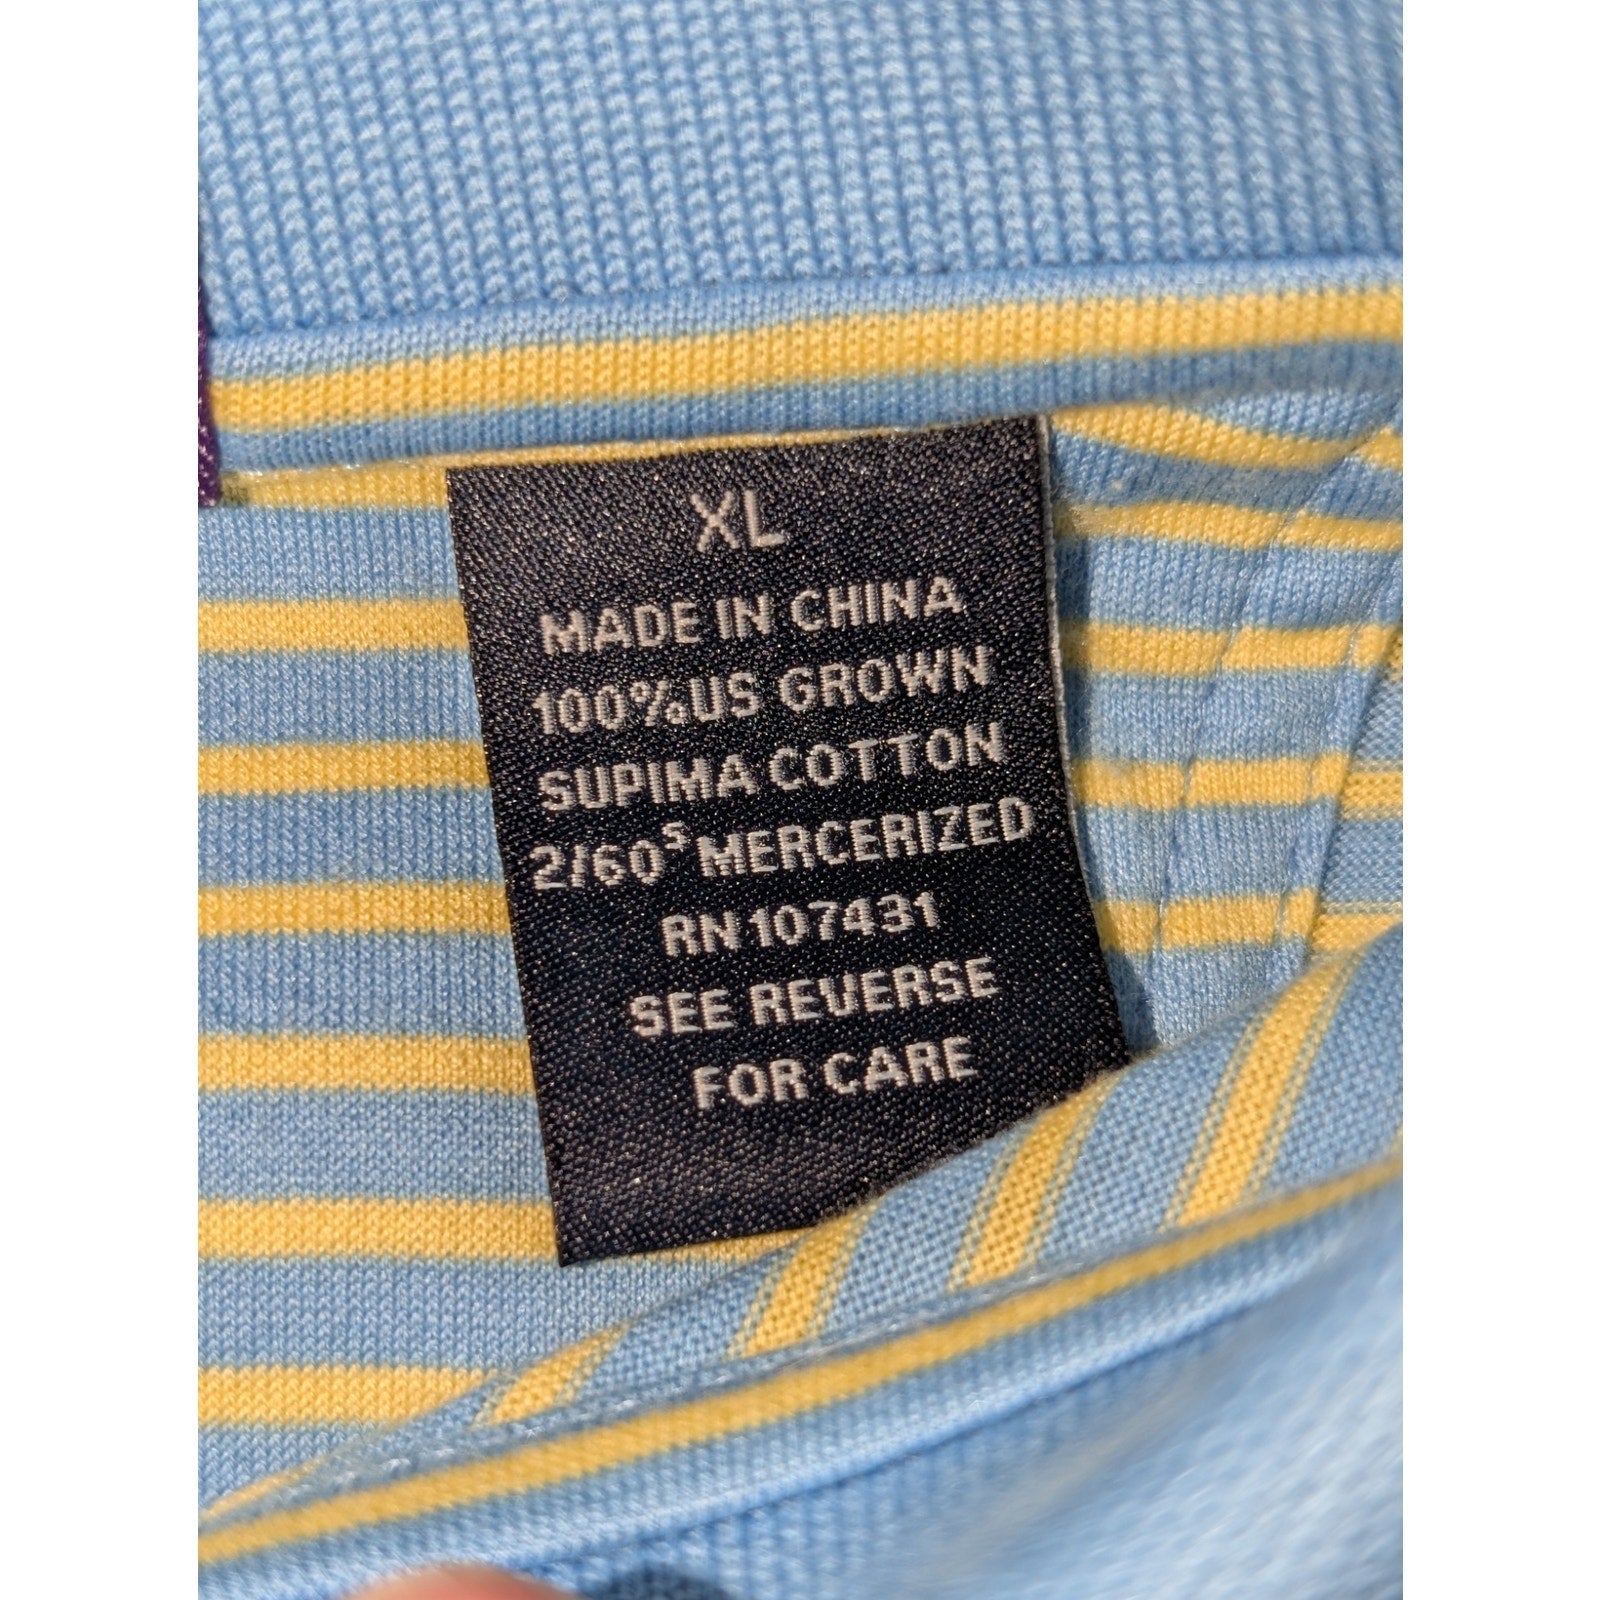 XL
MADE IN CHINA
100% US GROWN
SUPIMA COTTON
2/60S MERCERIZED
RN 107431
SEE REVERSE
FOR CARE